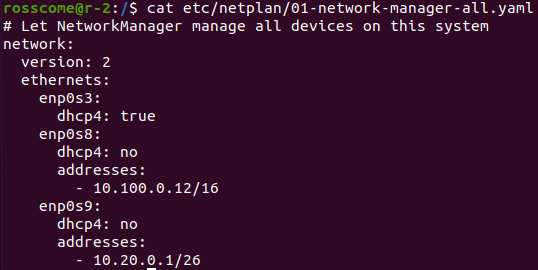 rosscome@r-2:/$ cat etc/netplan/01-network-manager-all.yaml
# Let NetworkManager manage all devices on this system
network:
  version: 2
  ethernets:
    enp0s3:
      dhcp4: true
    enp0s8:
      dhcp4: no
      addresses:
        - 10.100.0.12/16
    enp0s9:
      dhcp4: no
      addresses:
        - 10.20.0.1/26